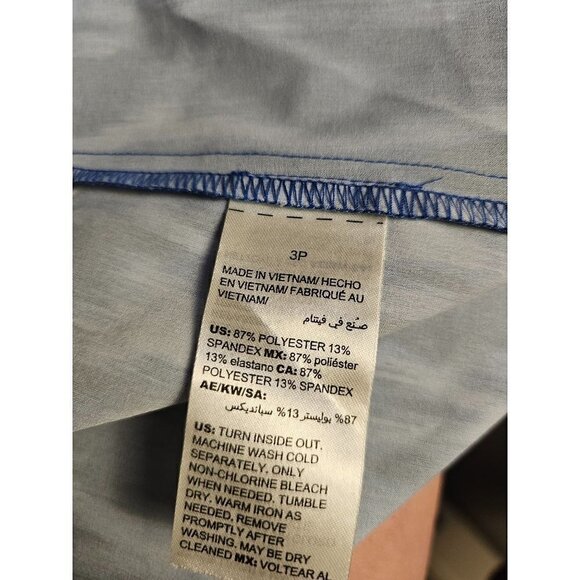 3P
MADE IN VIETNAM/ HECHO
EN VIETNAM/ FABRIQUÉ AU
VIETNAM/
صنع في فيتنام
US: 87% POLYESTER 13%
SPANDEX MX: 87% poliéster
13% elastano CA: 87%
POLYESTER 13% SPANDEX
AE/KW/SA:
87% بوليستر 13% سباندكس
US: TURN INSIDE OUT.
MACHINE WASH COLD
SEPARATELY. ONLY
NON-CHLORINE BLEACH
WHEN NEEDED. TUMBLE
DRY. WARM IRON AS
NEEDED, REMOVE
PROMPTLY AFTER
WASHING. MAY BE DRY
CLEANED MX: VOLTEAR AL